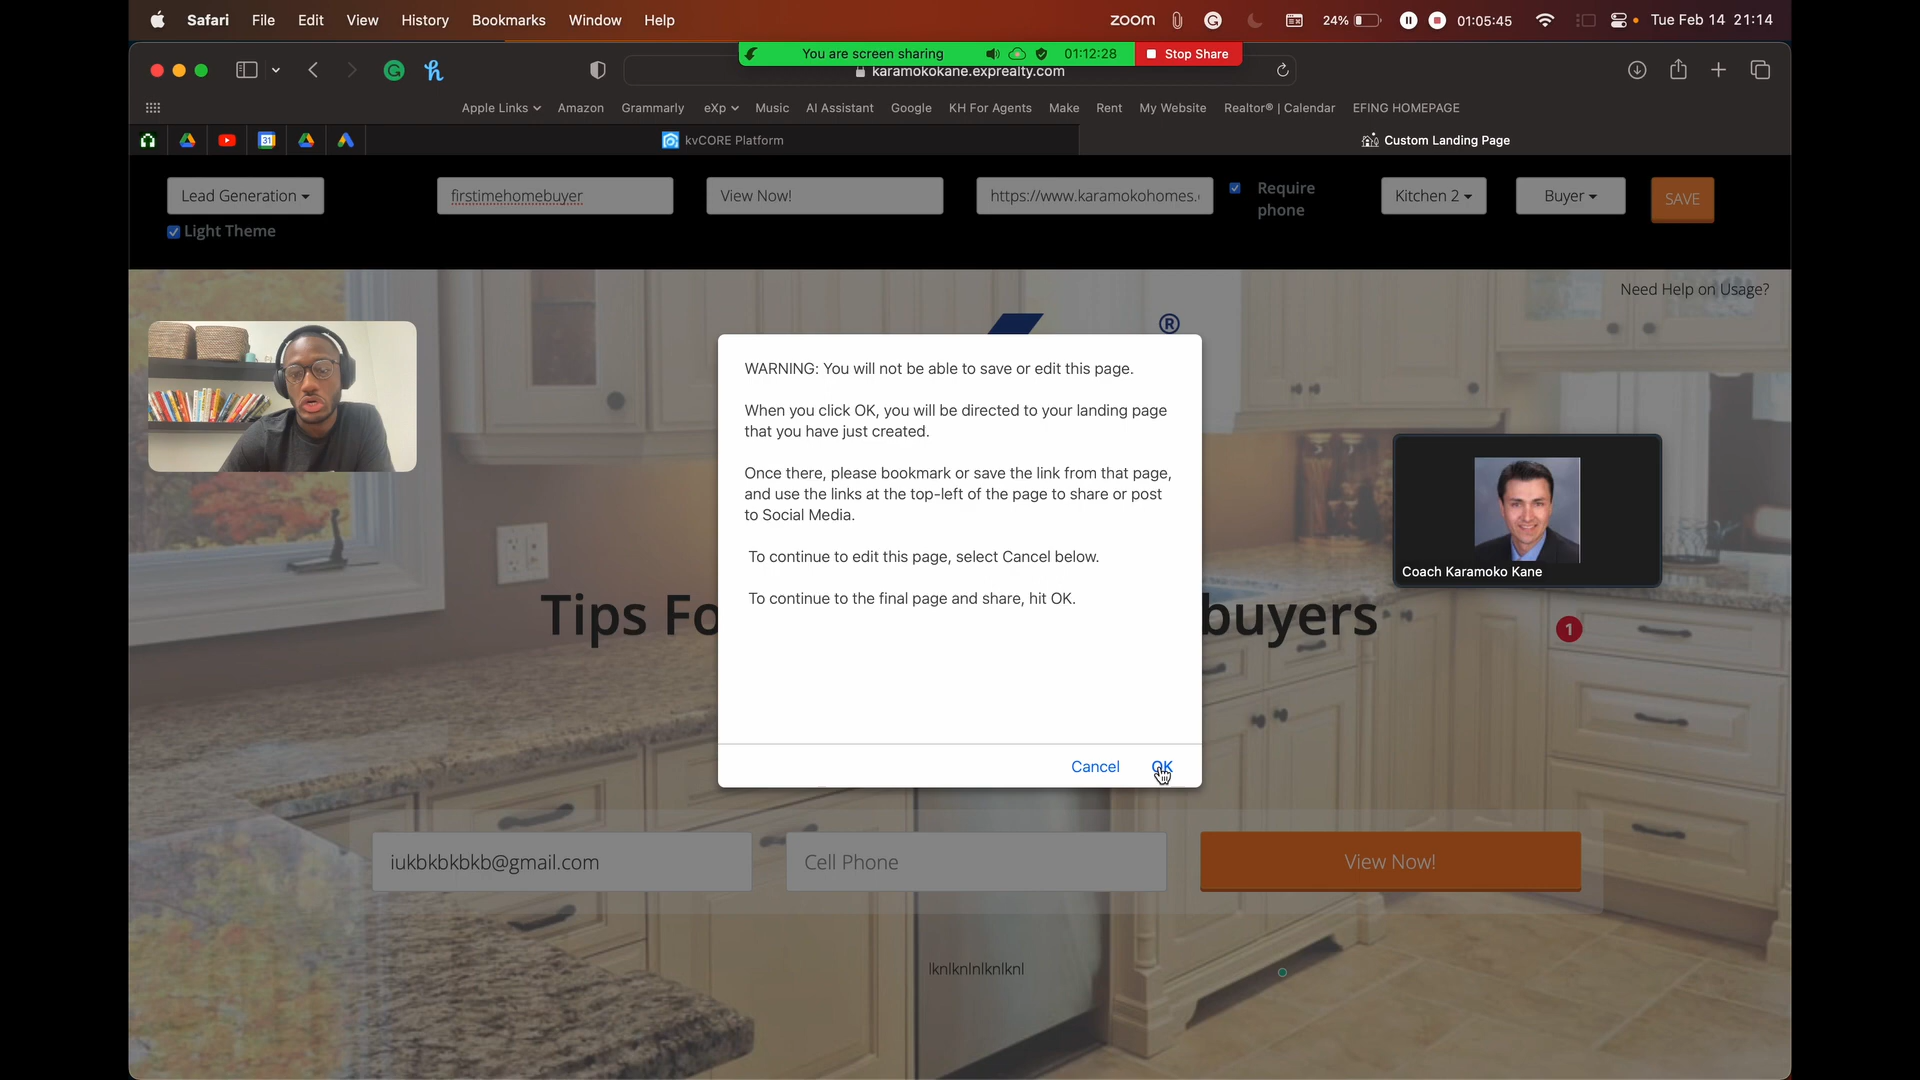 Safari File Edit View History Bookmarks Window Help zoom 24% 01:05:45 Tue Feb 14 21:14
You are screen sharing 01:12:28 Stop Share
karamokokane.exprealty.com
Apple Links Amazon Grammarly eXp Music AI Assistant Google KH For Agents Make Rent My Website Realtor® | Calendar EFING HOMEPAGE
31 kvCORE Platform Custom Landing Page
Lead Generation firstimehomebuyer View Now! https://www.karamokohomes. Require phone Kitchen 2 Buyer SAVE
Light Theme
Need Help on Usage?
®
WARNING: You will not be able to save or edit this page.
When you click OK, you will be directed to your landing page
that you have just created.
Once there, please bookmark or save the link from that page,
and use the links at the top-left of the page to share or post
to Social Media.
To continue to edit this page, select Cancel below.
To continue to the final page and share, hit OK.
Coach Karamoko Kane
Tips Fo buyers
1
Cancel OK
iukbkbkbkb@gmail.com Cell Phone View Now!
lknlknlnlknlknl